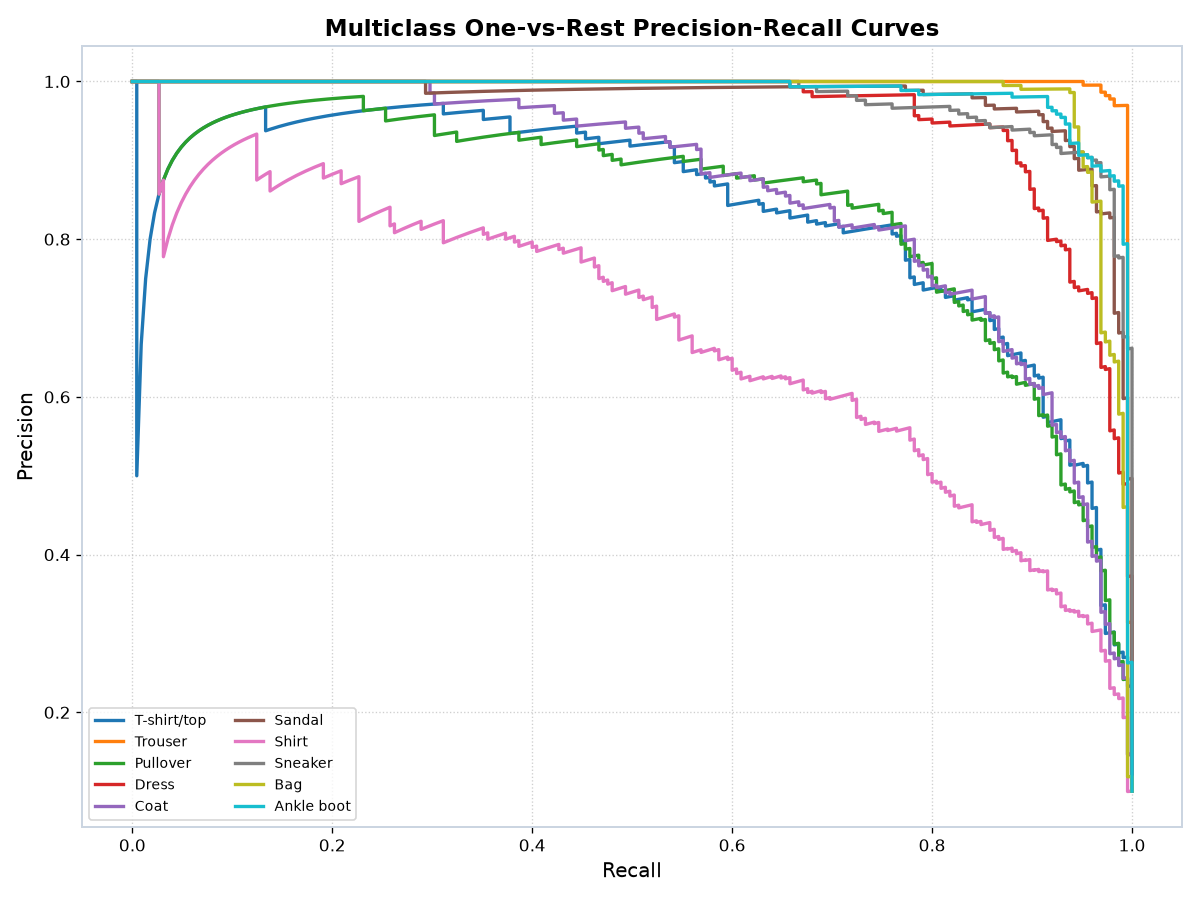 Multiclass One-vs-Rest Precision-Recall Curves
Precision
1.0
0.8
0.6
0.4
0.2
T-shirt/top
Trouser
Pullover
Dress
Coat
Sandal
Shirt
Sneaker
Bag
Ankle boot
0.0 0.2 0.4 0.6 0.8 1.0
Recall